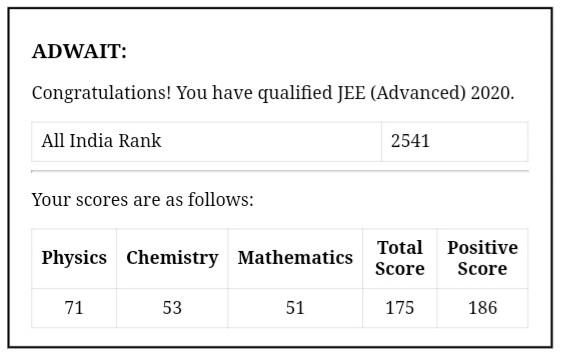 ADWAIT:
Congratulations! You have qualified JEE (Advanced) 2020.
All India Rank 2541
Your scores are as follows:
Physics Chemistry Mathematics Total Score Positive Score
71 53 51 175 186